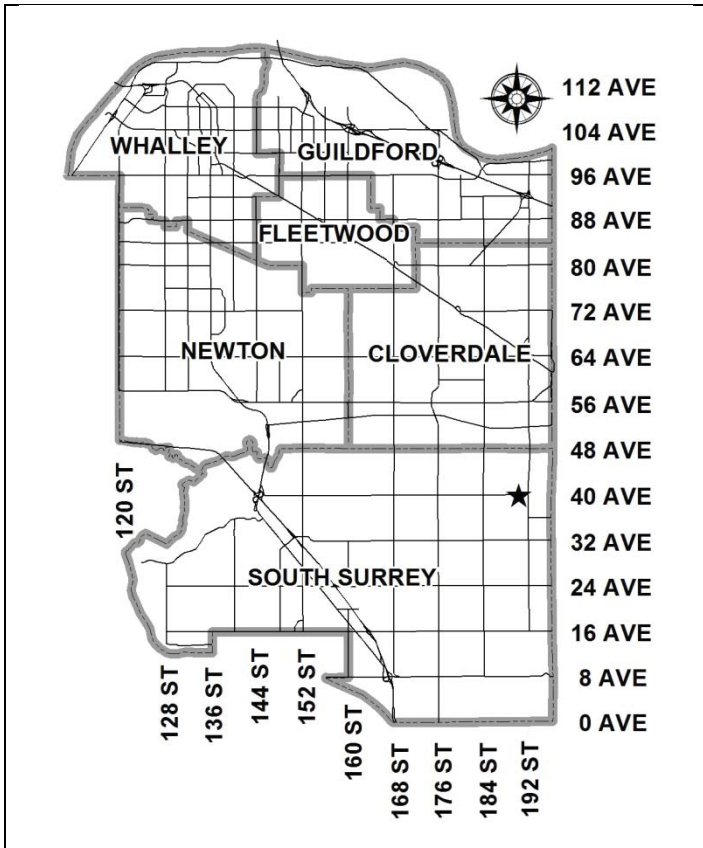 112 AVE
104 AVE
WHALLEY
GUILDFORD
96 AVE
88 AVE
FLEETWOOD
80 AVE
72 AVE
NEWTON
CLOVERDALE
64 AVE
56 AVE
48 AVE
120 ST
40 AVE
32 AVE
SOUTH SURREY
24 AVE
16 AVE
8 AVE
0 AVE
128 ST
136 ST
144 ST
152 ST
160 ST
168 ST
176 ST
184 ST
192 ST